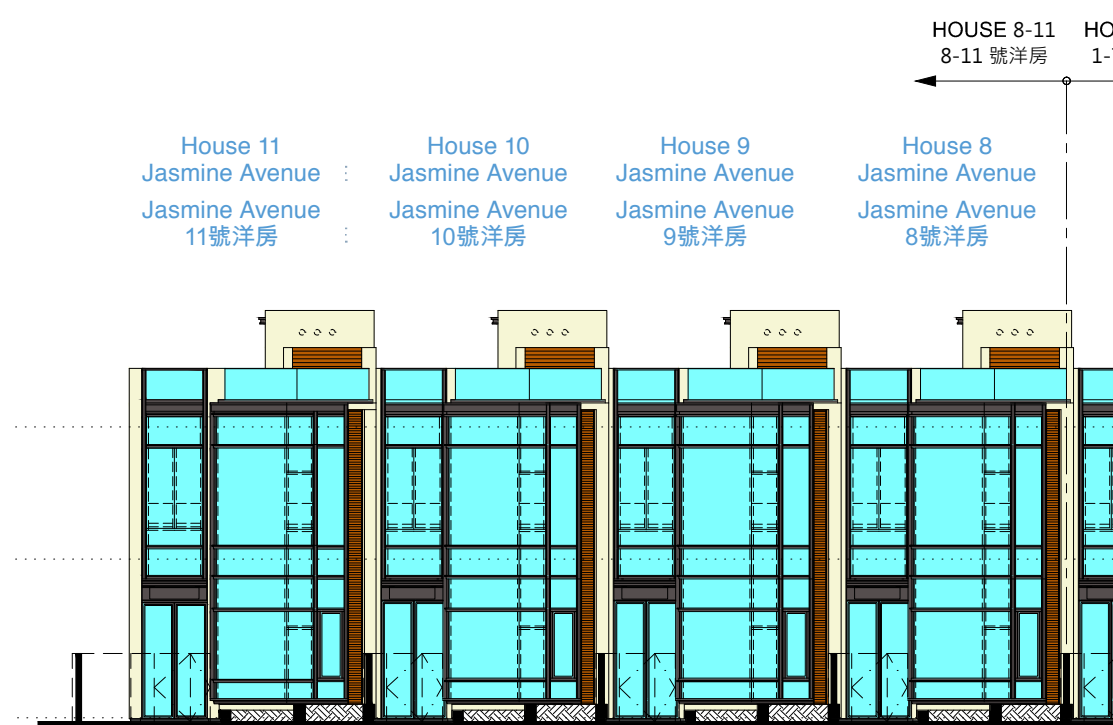 HOUSE 8-11
8-11 號洋房
House 11
Jasmine Avenue
Jasmine Avenue
11號洋房
House 10
Jasmine Avenue
Jasmine Avenue
10號洋房
House 9
Jasmine Avenue
Jasmine Avenue
9號洋房
House 8
Jasmine Avenue
Jasmine Avenue
8號洋房